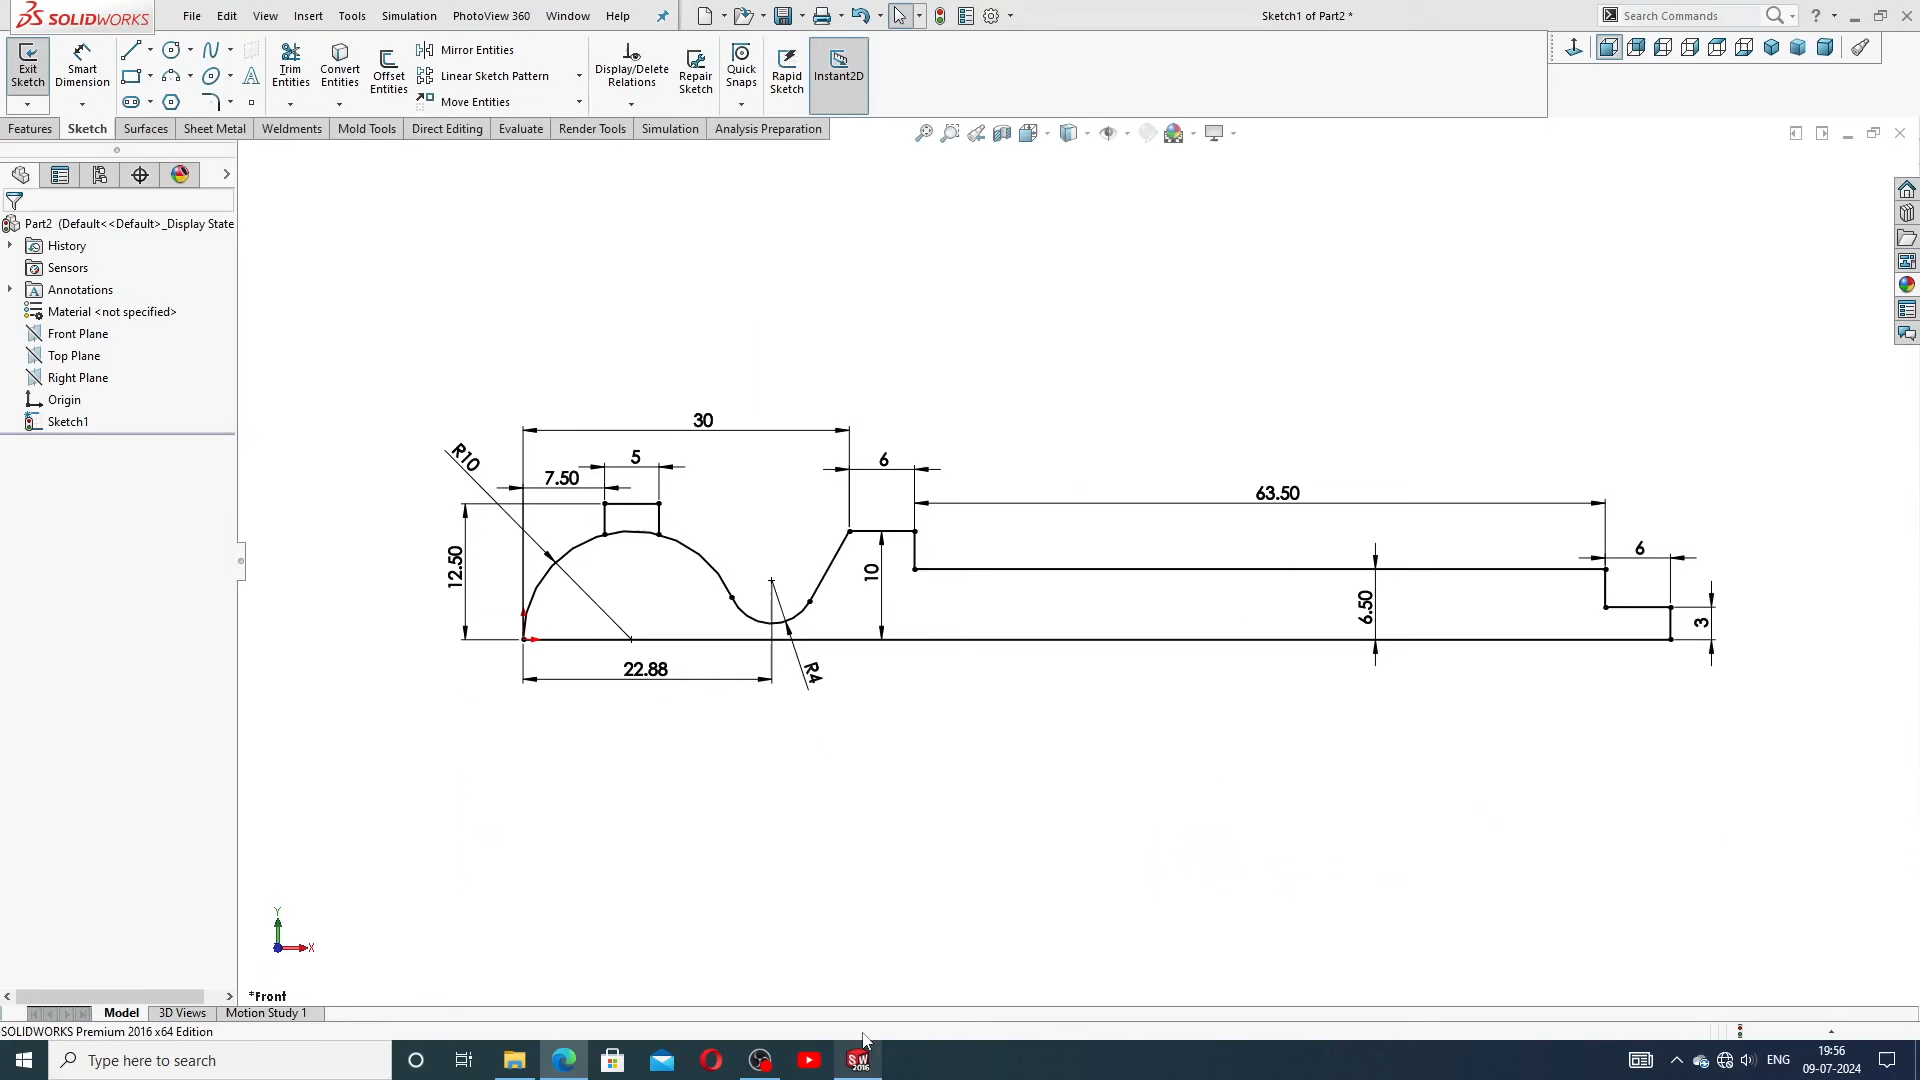 SOLIDWORKS
File Edit View Insert Tools Simulation PhotoView 360 Window Help
Sketch1 of Part2 *
Search Commands
Exit Sketch
Smart Dimension
Trim Entities
Convert Entities
Offset Entities
Mirror Entities
Linear Sketch Pattern
Move Entities
Display/Delete Relations
Repair Sketch
Quick Snaps
Rapid Sketch
Instant2D
Features Sketch Surfaces Sheet Metal Weldments Mold Tools Direct Editing Evaluate Render Tools Simulation Analysis Preparation
Part2 (Default<<Default>_Display State
History
Sensors
Annotations
Material <not specified>
Front Plane
Top Plane
Right Plane
Origin
Sketch1
30
R10
5
6
7.50
63.50
12.50
10
6
6.50
3
22.88
R4
Y
X
*Front
Model 3D Views Motion Study 1
SOLIDWORKS Premium 2016 x64 Edition
Type here to search
SW
2016
ENG
19:56
09-07-2024